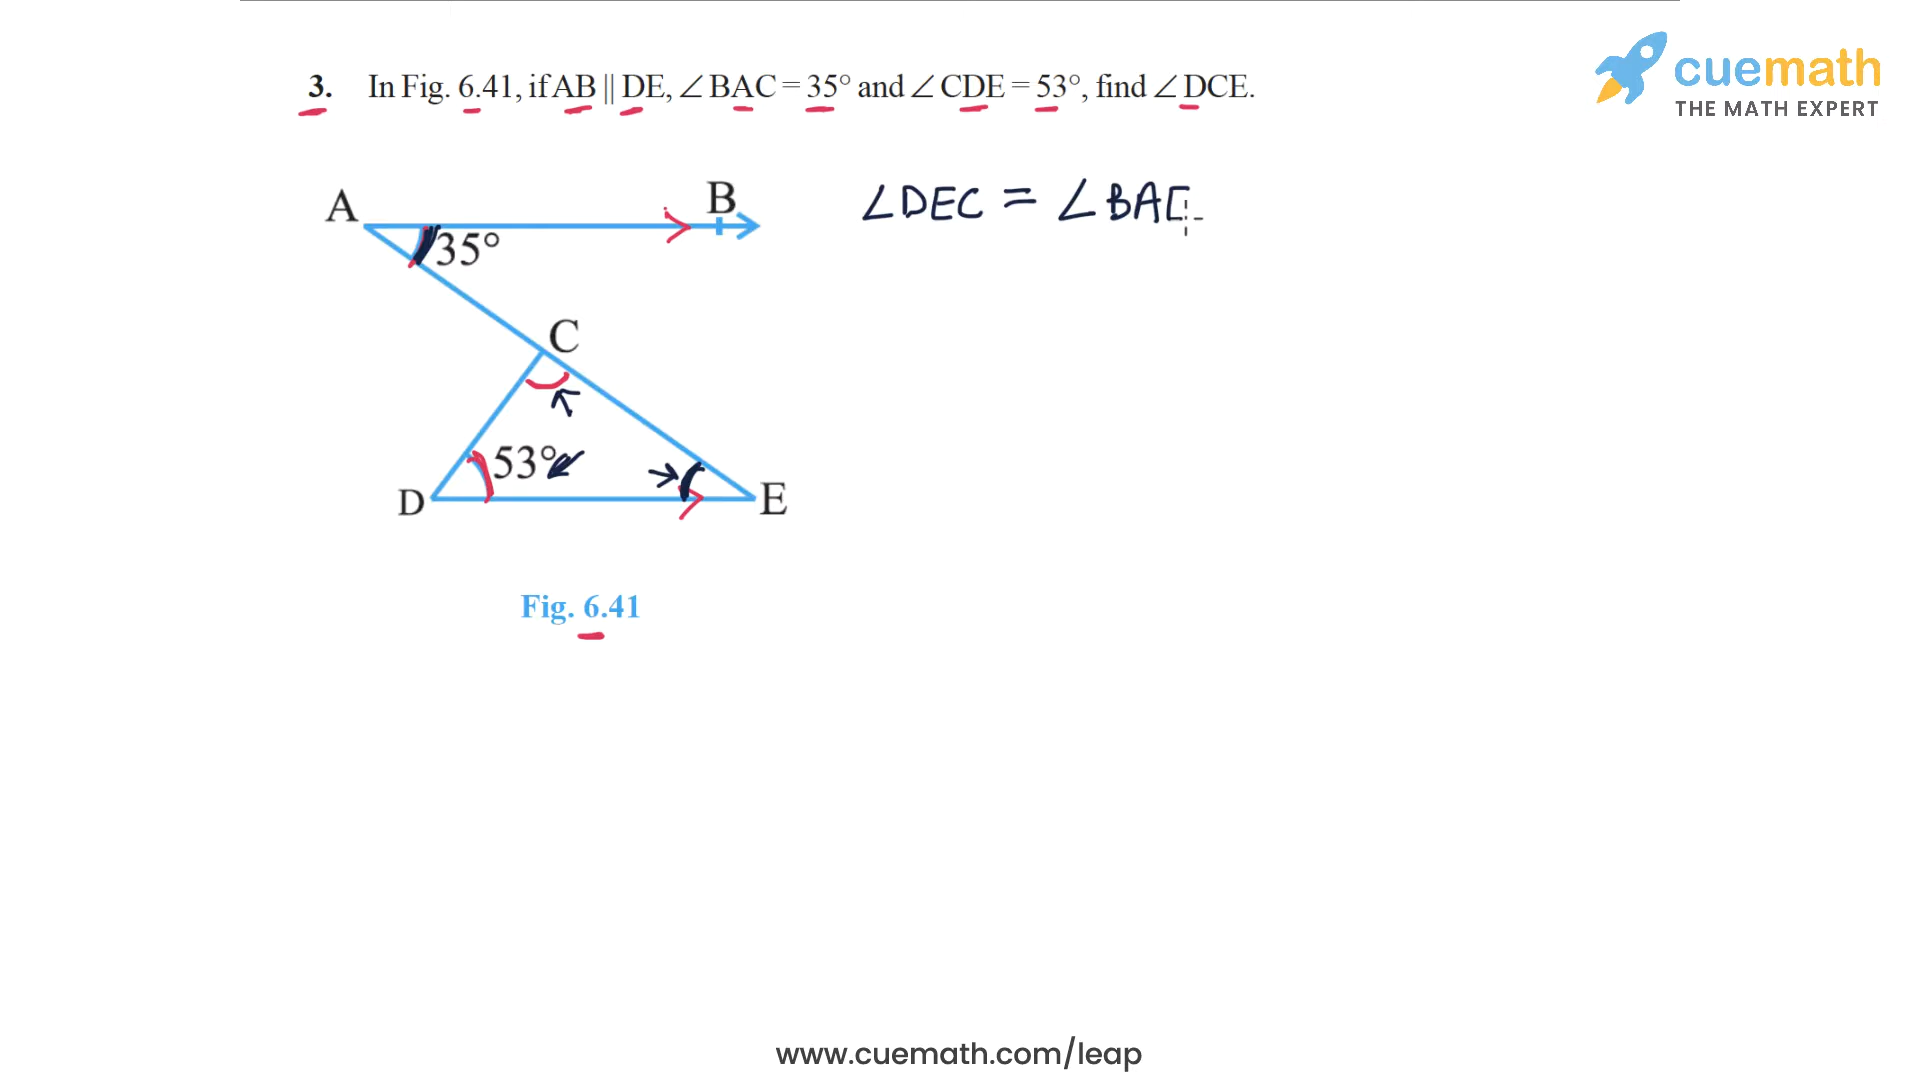 cuemath
THE MATH EXPERT
3. In Fig. 6.41, if AB || DE, ∠BAC = 35° and ∠CDE = 53°, find ∠DCE.
∠DEC = ∠BAC
A
B
35°
C
53°
D
E
Fig. 6.41
www.cuemath.com/leap